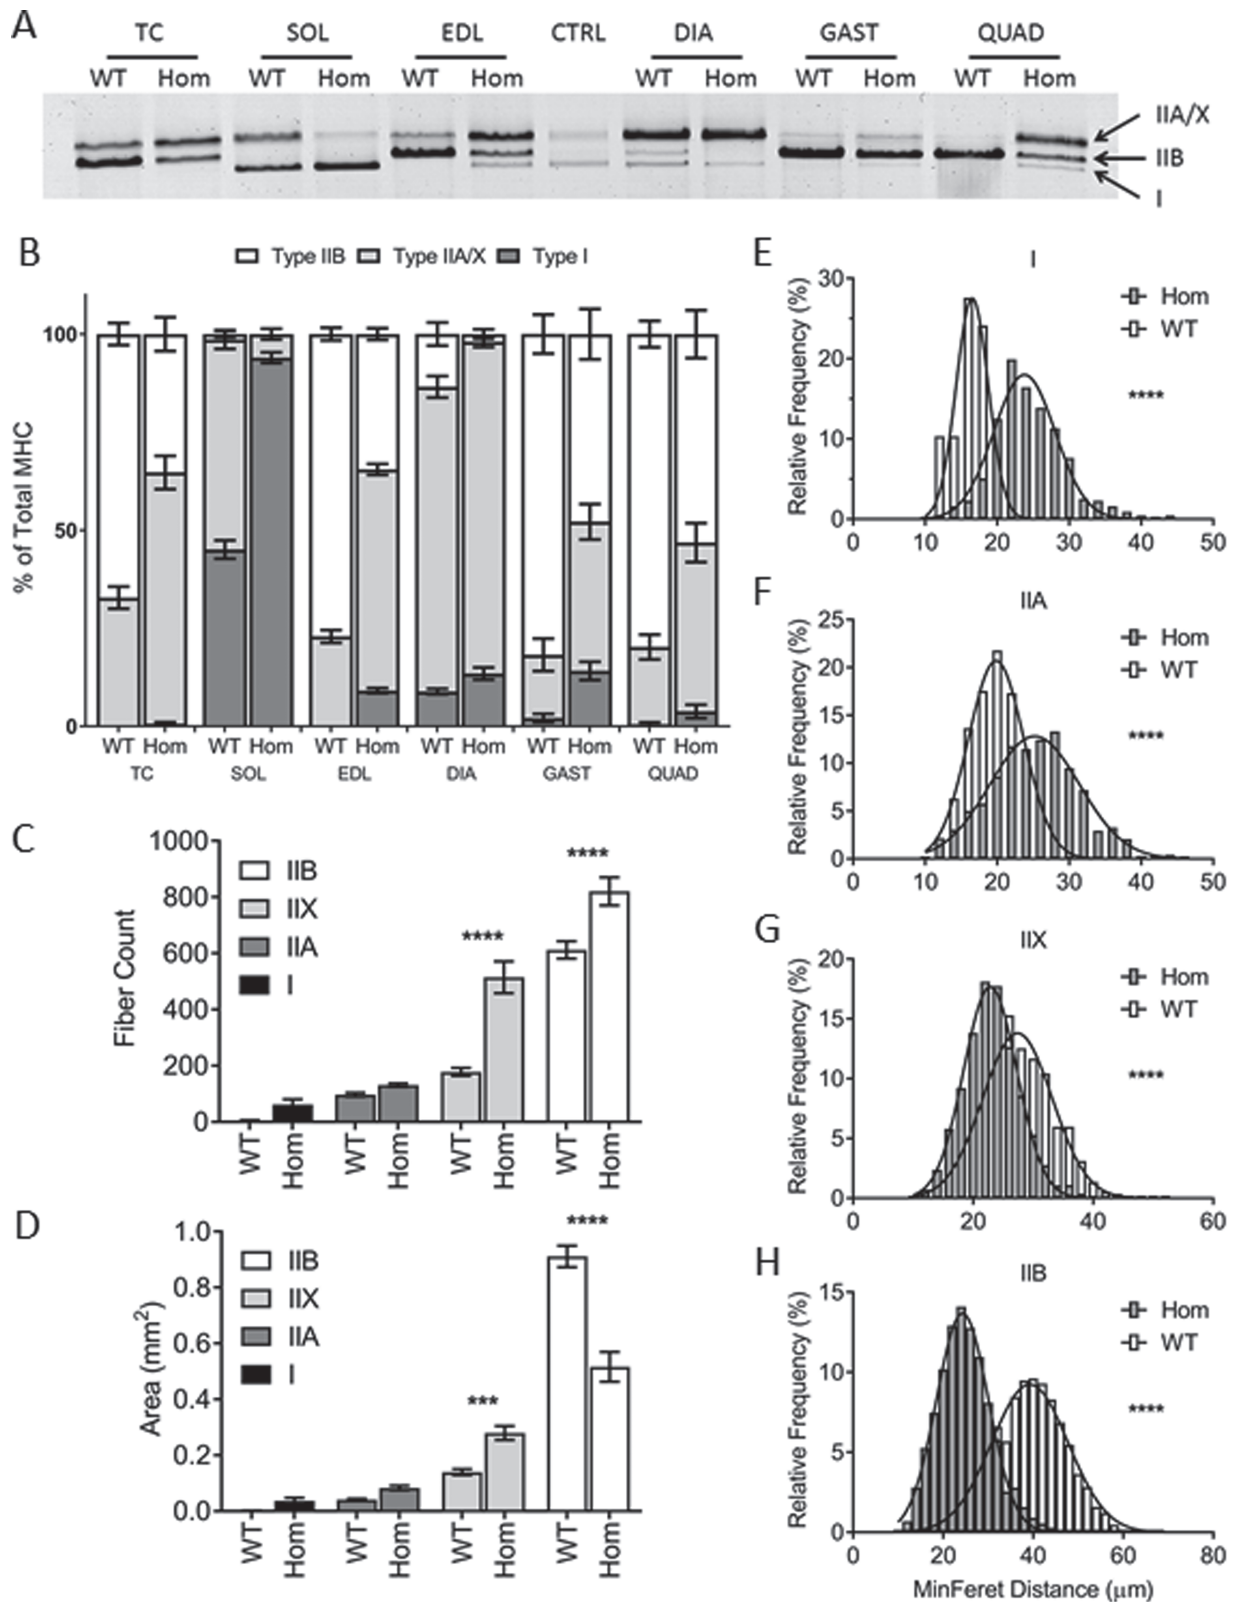 A
TC SOL EDL CTRL DIA GAST QUAD
WT Hom WT Hom WT Hom WT Hom WT Hom WT Hom
IIA/X
IIB
I
B
Type IIB Type IIA/X Type I
% of Total MHC
100
50
0
WT Hom WT Hom WT Hom WT Hom WT Hom WT Hom
TC SOL EDL DIA GAST QUAD
C
Fiber Count
1000
800
600
400
200
0
IIB
IIX
IIA
I
****
****
WT Hom WT Hom WT Hom WT Hom
D
Area (mm²)
1.0
0.8
0.6
0.4
0.2
0.0
IIB
IIX
IIA
I
***
****
WT Hom WT Hom WT Hom WT Hom
E
I
Relative Frequency (%)
30
20
10
0
Hom
WT
****
0 10 20 30 40 50
F
IIA
Relative Frequency (%)
25
20
15
10
5
0
Hom
WT
****
0 10 20 30 40 50
G
IIX
Relative Frequency (%)
20
15
10
5
0
Hom
WT
****
0 20 40 60
H
IIB
Relative Frequency (%)
15
10
5
0
Hom
WT
****
0 20 40 60 80
MinFeret Distance (μm)